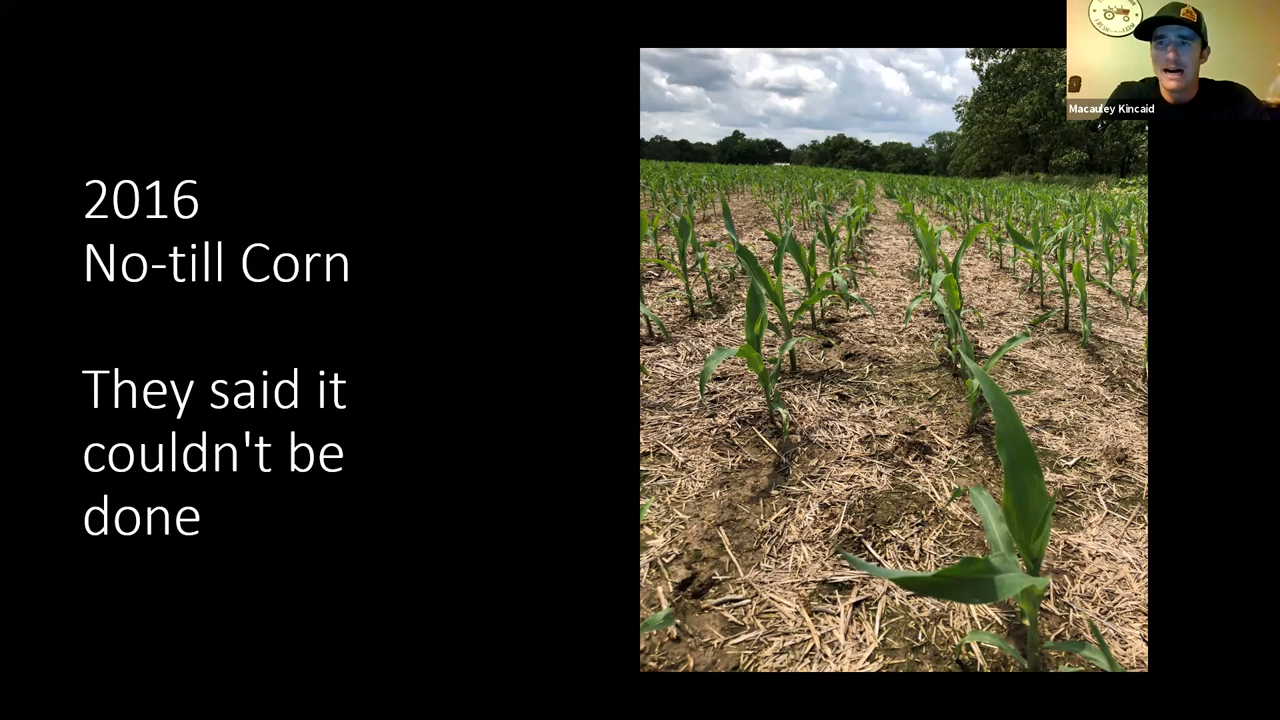 2016
No-till Corn
They said it
couldn't be
done
Macauley Kincaid